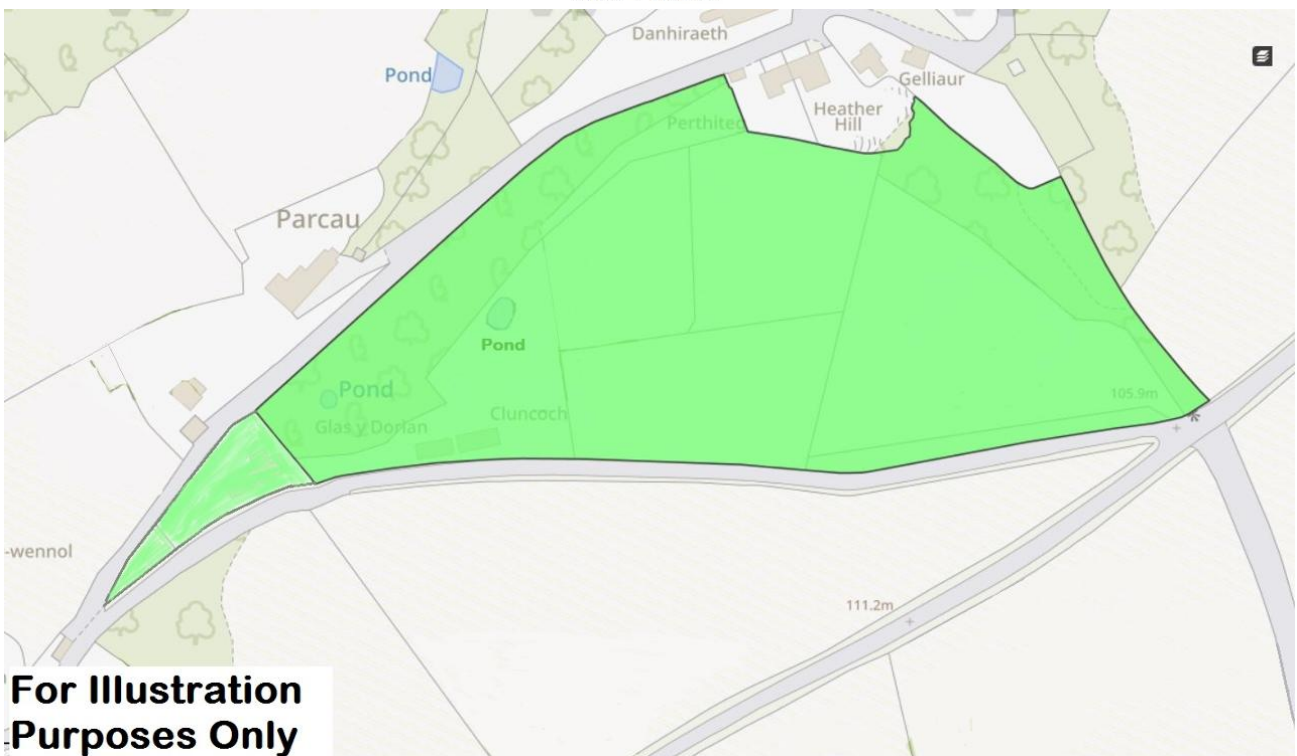 Danhiraeth
Pond
Gelliaur
Heather
Hill
Perthiteg
Parcau
Pond
Pond
Cluncoch
Glas y Dorlan
105.9m
-wennol
111.2m
For Illustration
Purposes Only